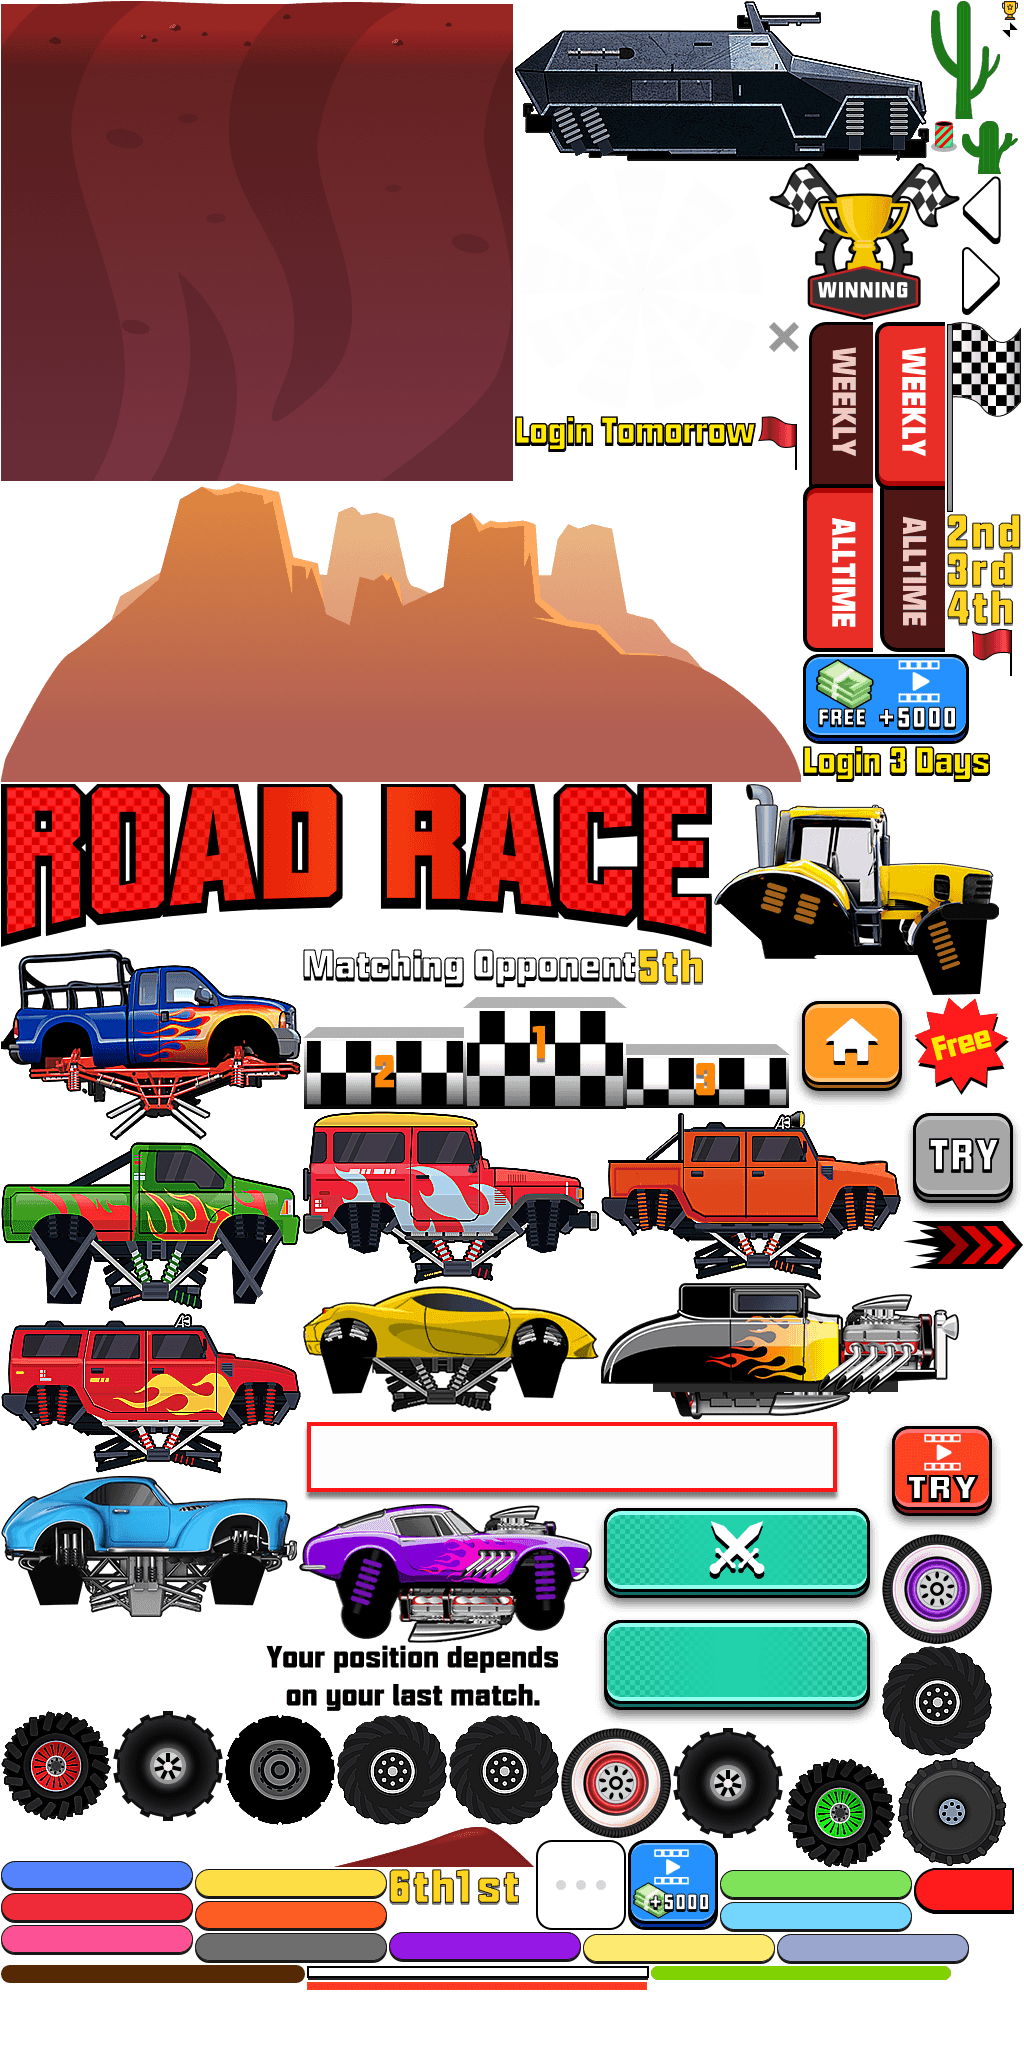 WINNING
WEEKLY
WEEKLY
Login Tomorrow
ALLTIME
ALLTIME
2nd
3rd
4th
FREE +5000
Login 3 Days
ROAD RACE
Matching Opponent
5th
1
2
3
Free
TRY
TRY
Your position depends
on your last match.
6th
1st
+5000